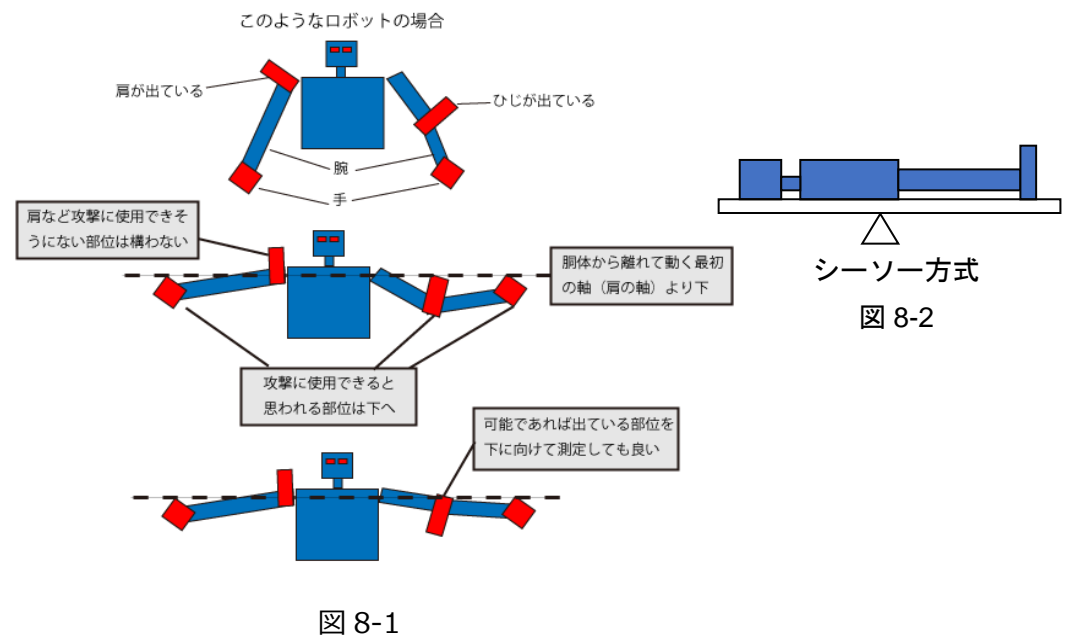 このようなロボットの場合
肩が出ている
ひじが出ている
腕
手
肩など攻撃に使用できそ
うにない部位は構わない
胴体から離れて動く最初
の軸（肩の軸）より下
攻撃に使用できると
思われる部位は下へ
可能であれば出ている部位を
下に向けて測定しても良い
図 8-1
シーソー方式
図 8-2